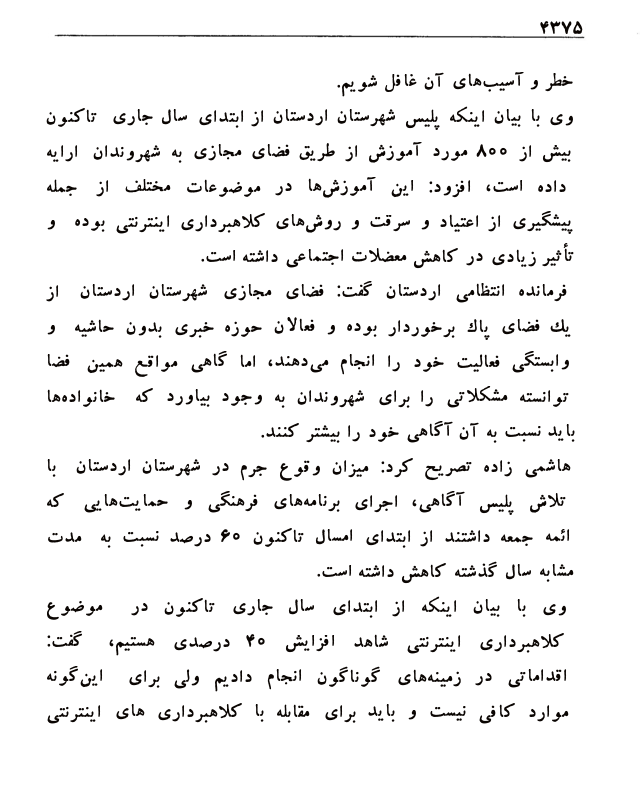 ۴۳۷۵
خطر و آسیب‌های آن غافل شویم.
وی با بیان اینکه پلیس شهرستان اردستان از ابتدای سال جاری تاکنون
بیش از ۸۰۰ مورد آموزش از طریق فضای مجازی به شهروندان ارایه
داده است، افزود: این آموزش‌ها در موضوعات مختلف از جمله
پیشگیری از اعتیاد و سرقت و روش‌های کلاهبرداری اینترنتی بوده و
تأثیر زیادی در کاهش معضلات اجتماعی داشته است.
فرمانده انتظامی اردستان گفت: فضای مجازی شهرستان اردستان از
یك فضای پاك برخوردار بوده و فعالان حوزه خبری بدون حاشیه و
وابستگی فعالیت خود را انجام می‌دهند، اما گاهی مواقع همین فضا
توانسته مشکلاتی را برای شهروندان به وجود بیاورد که خانواده‌ها
باید نسبت به آن آگاهی خود را بیشتر کنند.
هاشمی زاده تصریح کرد: میزان وقوع جرم در شهرستان اردستان با
تلاش پلیس آگاهی، اجرای برنامه‌های فرهنگی و حمایت‌هایی که
ائمه جمعه داشتند از ابتدای امسال تاکنون ۶۰ درصد نسبت به مدت
مشابه سال گذشته کاهش داشته است.
وی با بیان اینکه از ابتدای سال جاری تاکنون در موضوع
کلاهبرداری اینترنتی شاهد افزایش ۴۰ درصدی هستیم، گفت:
اقداماتی در زمینه‌های گوناگون انجام دادیم ولی برای این‌گونه
موارد کافی نیست و باید برای مقابله با کلاهبرداری های اینترنتی